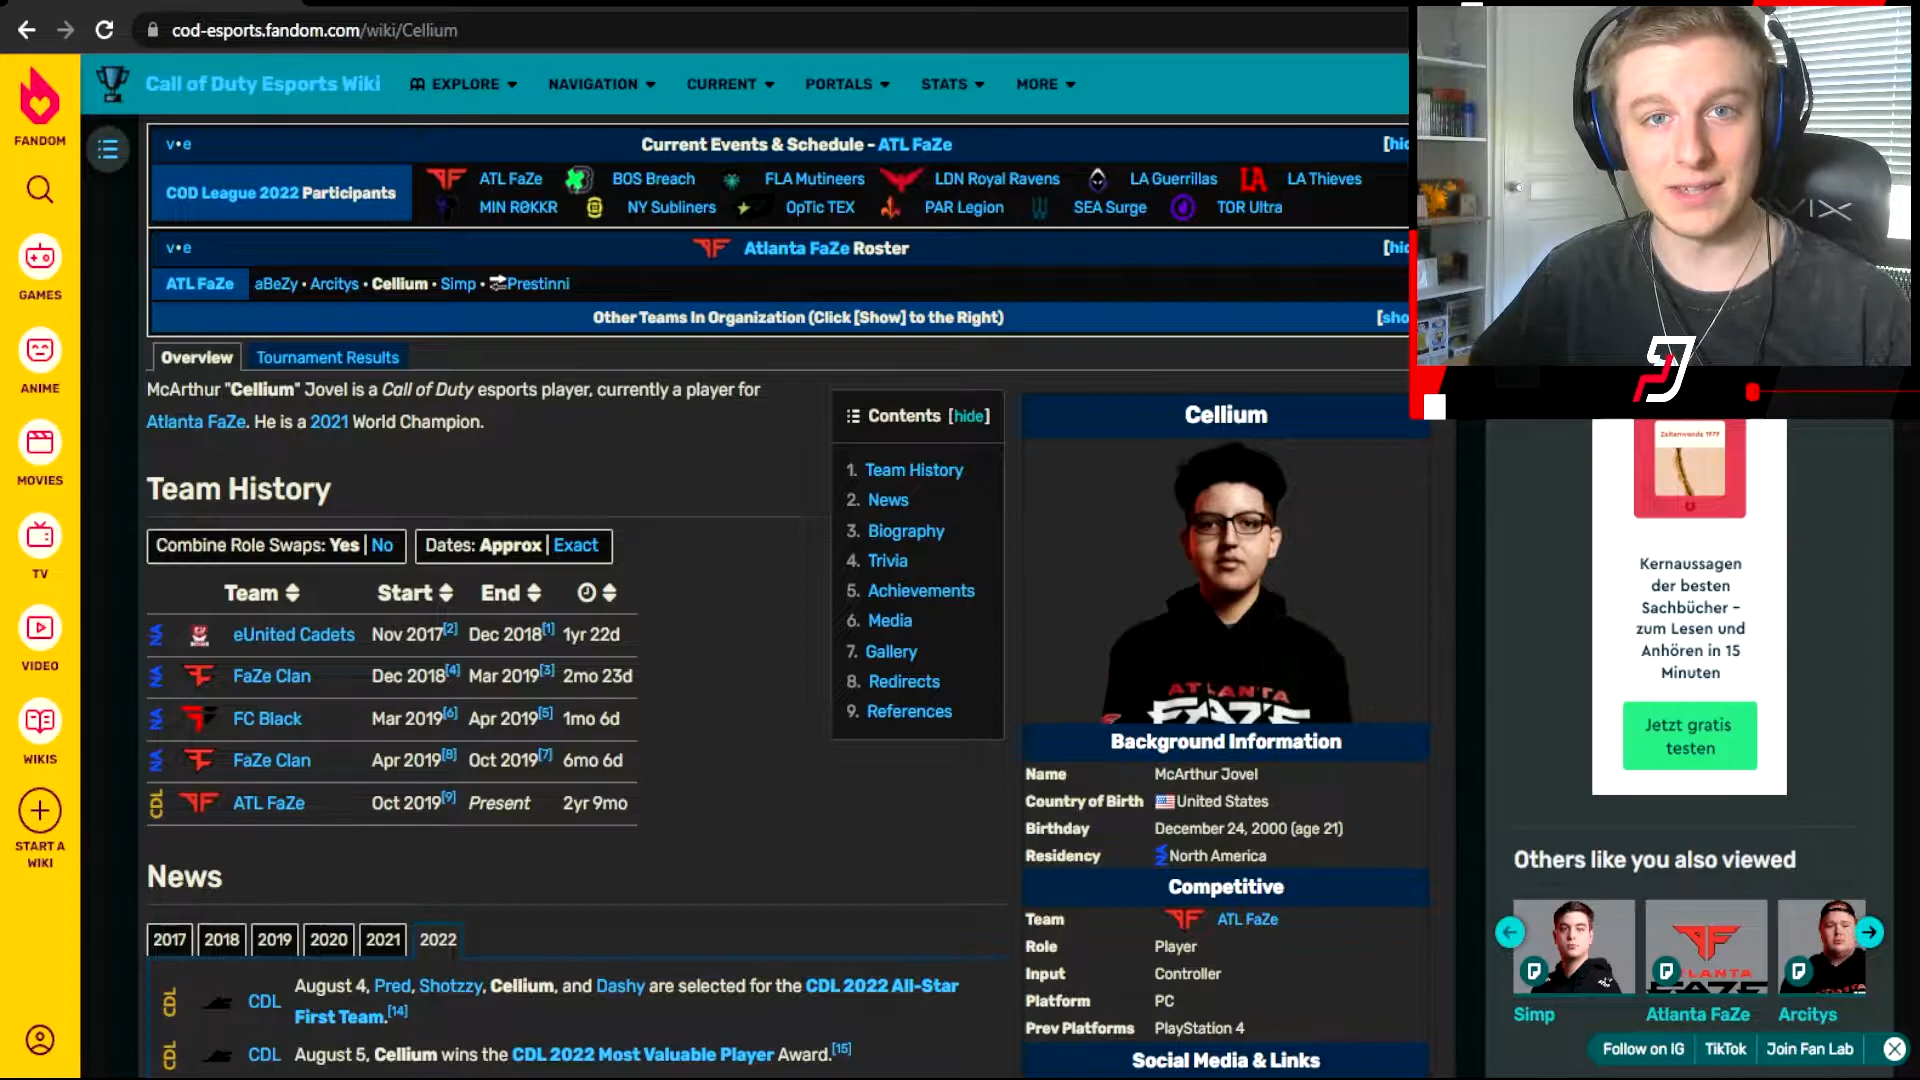 cod-esports.fandom.com/wiki/Cellium
FANDOM
GAMES
ANIME
MOVIES
TV
VIDEO
WIKIS
START A
WIKI
Call of Duty Esports Wiki
EXPLORE
NAVIGATION
CURRENT
PORTALS
STATS
MORE
v•e
Current Events & Schedule - ATL FaZe
COD League 2022 Participants
ATL FaZe BOS Breach FLA Mutineers LDN Royal Ravens LA Guerrillas LA LA Thieves
MIN RØKKR NY Subliners OpTic TEX PAR Legion SEA Surge TOR Ultra
v•e
Atlanta FaZe Roster
ATL FaZe aBeZy • Arcitys • Cellium • Simp • Prestinni
Other Teams In Organization (Click [Show] to the Right)
Overview Tournament Results
McArthur "Cellium" Jovel is a Call of Duty esports player, currently a player for
Atlanta FaZe. He is a 2021 World Champion.
Team History
Combine Role Swaps: Yes | No Dates: Approx | Exact
Team Start End
eUnited Cadets Nov 2017[2] Dec 2018[1] 1yr 22d
FaZe Clan Dec 2018[4] Mar 2019[3] 2mo 23d
FC Black Mar 2019[6] Apr 2019[5] 1mo 6d
FaZe Clan Apr 2019[8] Oct 2019[7] 6mo 6d
CDL ATL FaZe Oct 2019[9] Present 2yr 9mo
News
2017 2018 2019 2020 2021 2022
CDL CDL August 4, Pred, Shotzzy, Cellium, and Dashy are selected for the CDL 2022 All-Star
First Team.[14]
CDL CDL August 5, Cellium wins the CDL 2022 Most Valuable Player Award.[15]
Contents [hide]
1. Team History
2. News
3. Biography
4. Trivia
5. Achievements
6. Media
7. Gallery
8. Redirects
9. References
Cellium
ATLANTA
FAZE
Background Information
Name McArthur Jovel
Country of Birth United States
Birthday December 24, 2000 (age 21)
Residency North America
Competitive
Team ATL FaZe
Role Player
Input Controller
Platform PC
Prev Platforms PlayStation 4
Social Media & Links
Zeitenwende 1979
Kernaussagen
der besten
Sachbücher –
zum Lesen und
Anhören in 15
Minuten
Jetzt gratis
testen
Others like you also viewed
Simp
Atlanta FaZe
Arcitys
Follow on IG
TikTok
Join Fan Lab